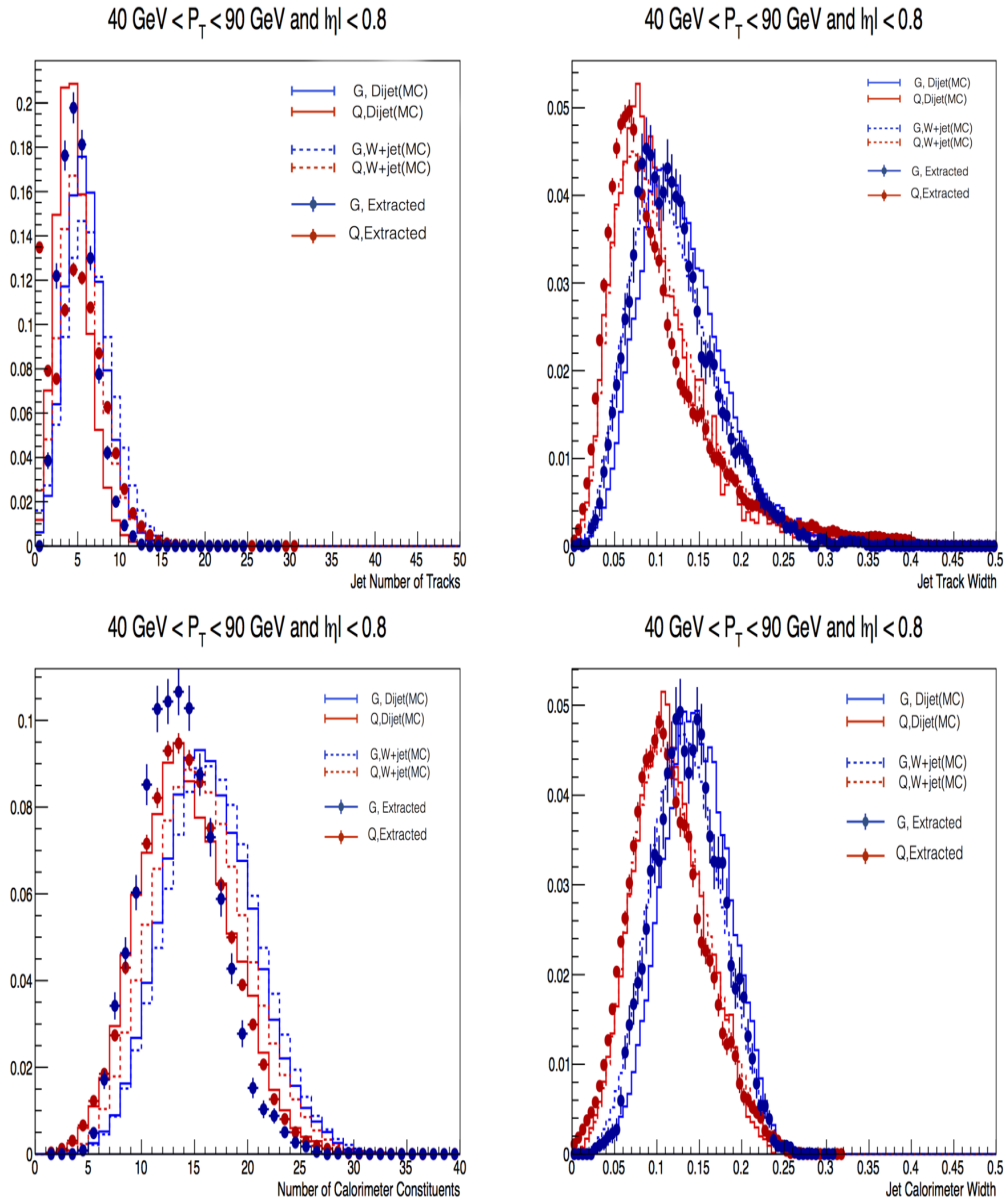 40 GeV < P_T < 90 GeV and |η| < 0.8
G, Dijet(MC)
Q,Dijet(MC)
G,W+jet(MC)
Q,W+jet(MC)
G, Extracted
Q,Extracted
0.2
0.18
0.16
0.14
0.12
0.1
0.08
0.06
0.04
0.02
0
0 5 10 15 20 25 30 35 40 45 50
Jet Number of Tracks
40 GeV < P_T < 90 GeV and |η| < 0.8
G, Dijet(MC)
Q,Dijet(MC)
G,W+jet(MC)
Q,W+jet(MC)
G, Extracted
Q,Extracted
0.05
0.04
0.03
0.02
0.01
0
0 0.05 0.1 0.15 0.2 0.25 0.3 0.35 0.4 0.45 0.5
Jet Track Width
40 GeV < P_T < 90 GeV and |η| < 0.8
G, Dijet(MC)
Q,Dijet(MC)
G,W+jet(MC)
Q,W+jet(MC)
G, Extracted
Q,Extracted
0.1
0.08
0.06
0.04
0.02
0
0 5 10 15 20 25 30 35 40
Number of Calorimeter Constituents
40 GeV < P_T < 90 GeV and |η| < 0.8
G, Dijet(MC)
Q,Dijet(MC)
G,W+jet(MC)
Q,W+jet(MC)
G, Extracted
Q,Extracted
0.05
0.04
0.03
0.02
0.01
0
0 0.05 0.1 0.15 0.2 0.25 0.3 0.35 0.4 0.45 0.5
Jet Calorimeter Width